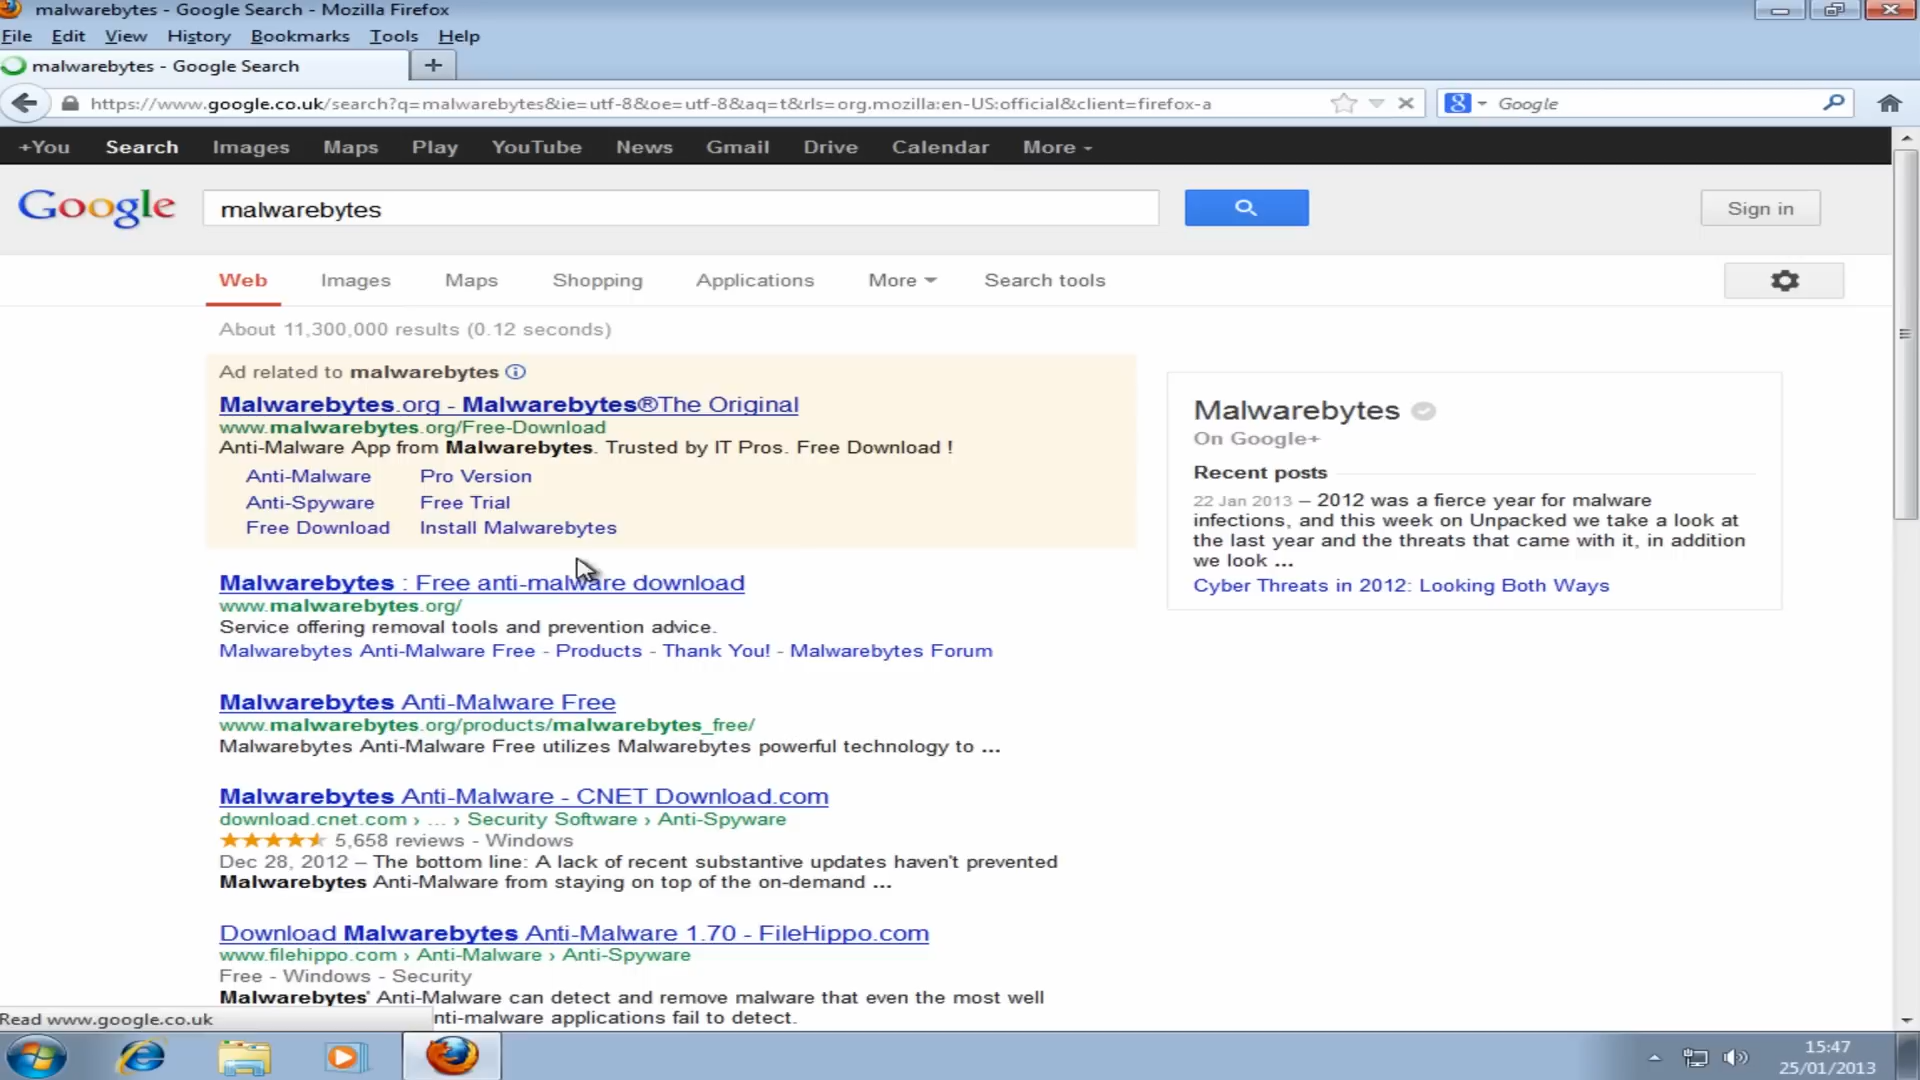 malwarebytes - Google Search - Mozilla Firefox
File Edit View History Bookmarks Tools Help
malwarebytes - Google Search +
https://www.google.co.uk/search?q=malwarebytes&ie=utf-8&oe=utf-8&aq=t&rls=org.mozilla:en-US:official&client=firefox-a 8 Google
+You Search Images Maps Play YouTube News Gmail Drive Calendar More
Google malwarebytes Sign in
Web Images Maps Shopping Applications More Search tools
About 11,300,000 results (0.12 seconds)
Ad related to malwarebytes
Malwarebytes.org - Malwarebytes®The Original
www.malwarebytes.org/Free-Download
Anti-Malware App from Malwarebytes. Trusted by IT Pros. Free Download !
Anti-Malware Pro Version
Anti-Spyware Free Trial
Free Download Install Malwarebytes
Malwarebytes : Free anti-malware download
www.malwarebytes.org/
Service offering removal tools and prevention advice.
Malwarebytes Anti-Malware Free - Products - Thank You! - Malwarebytes Forum
Malwarebytes Anti-Malware Free
www.malwarebytes.org/products/malwarebytes_free/
Malwarebytes Anti-Malware Free utilizes Malwarebytes powerful technology to ...
Malwarebytes Anti-Malware - CNET Download.com
download.cnet.com › ... › Security Software › Anti-Spyware
5,658 reviews - Windows
Dec 28, 2012 – The bottom line: A lack of recent substantive updates haven't prevented
Malwarebytes Anti-Malware from staying on top of the on-demand ...
Download Malwarebytes Anti-Malware 1.70 - FileHippo.com
www.filehippo.com › Anti-Malware › Anti-Spyware
Free - Windows - Security
Malwarebytes' Anti-Malware can detect and remove malware that even the most well
nti-malware applications fail to detect.
Malwarebytes
On Google+
Recent posts
22 Jan 2013 – 2012 was a fierce year for malware
infections, and this week on Unpacked we take a look at
the last year and the threats that came with it, in addition
we look ...
Cyber Threats in 2012: Looking Both Ways
Read www.google.co.uk
15:47
25/01/2013